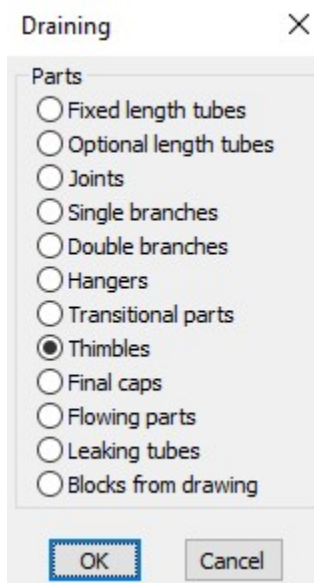 Draining
Parts
Fixed length tubes
Optional length tubes
Joints
Single branches
Double branches
Hangers
Transitional parts
Thimbles
Final caps
Flowing parts
Leaking tubes
Blocks from drawing
OK Cancel